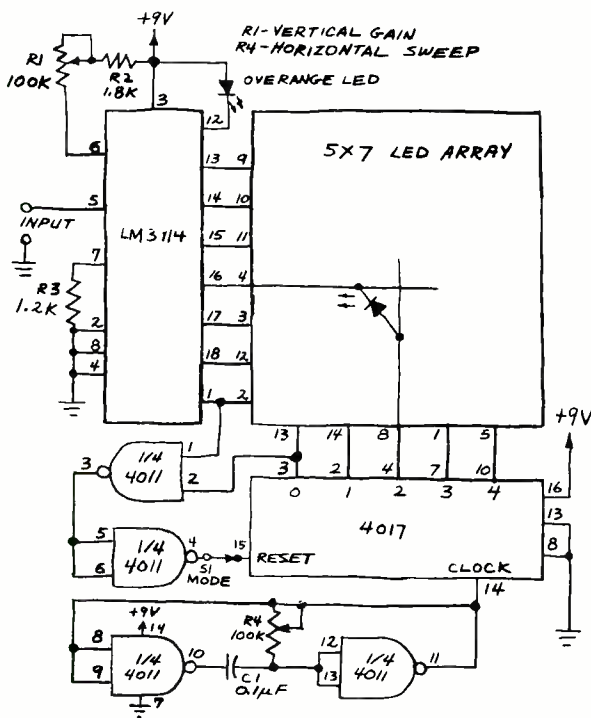 +9V
R1-VERTICAL GAIN
R4-HORIZONTAL SWEEP
R1
100K
R2
1.8K
OVERANGE LED
3
12
6
13 9
5X7 LED ARRAY
5
14 10
INPUT
LM3114
15 11
7
16 4
R3
1.2K
2
17 3
8
18 12
4
1 2
13 14 8 1 5
+9V
3 2 4 7 10
0 1 2 3 4
16
3
1/4
4011
1
2
4017
13
5
6
1/4
4011
4
S1
MODE
15
RESET
8
CLOCK
14
+9V
14
8
9
1/4
4011
10
7
C1
0.1µF
R4
100K
12
13
1/4
4011
11